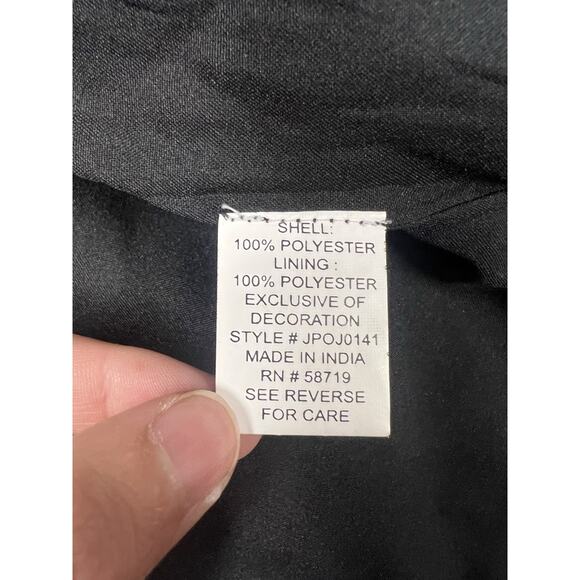 SHELL:
100% POLYESTER
LINING :
100% POLYESTER
EXCLUSIVE OF
DECORATION
STYLE # JPOJ0141
MADE IN INDIA
RN # 58719
SEE REVERSE
FOR CARE